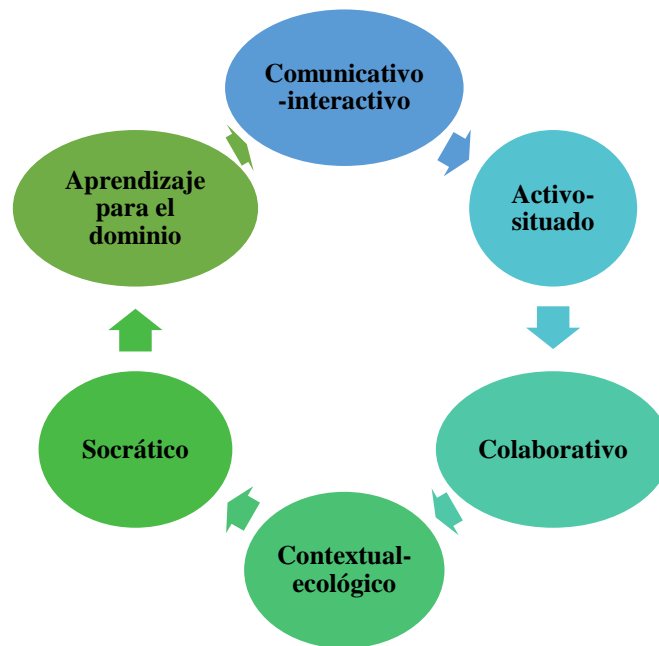 Comunicativo
-interactivo
Activo-
situado
Colaborativo
Contextual-
ecológico
Socrático
Aprendizaje
para el
dominio